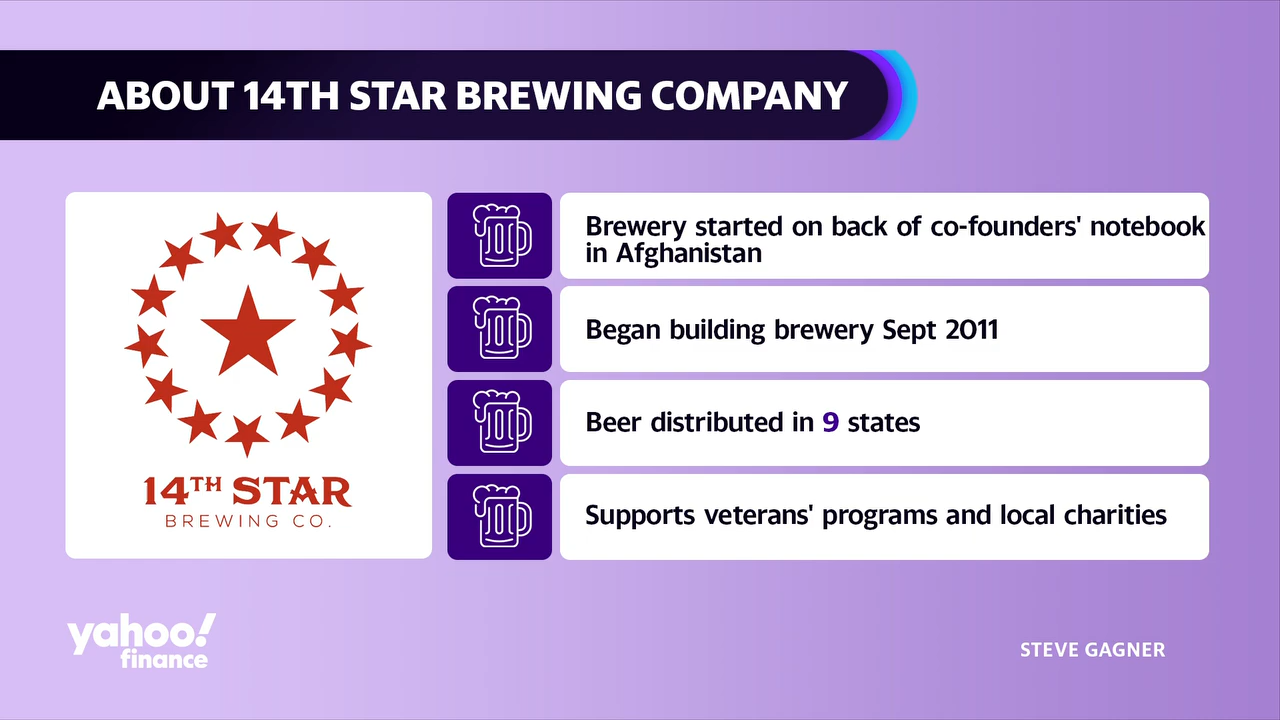 ABOUT 14TH STAR BREWING COMPANY
14TH STAR
BREWING CO.
Brewery started on back of co-founders' notebook
in Afghanistan
Began building brewery Sept 2011
Beer distributed in 9 states
Supports veterans' programs and local charities
yahoo!
finance
STEVE GAGNER